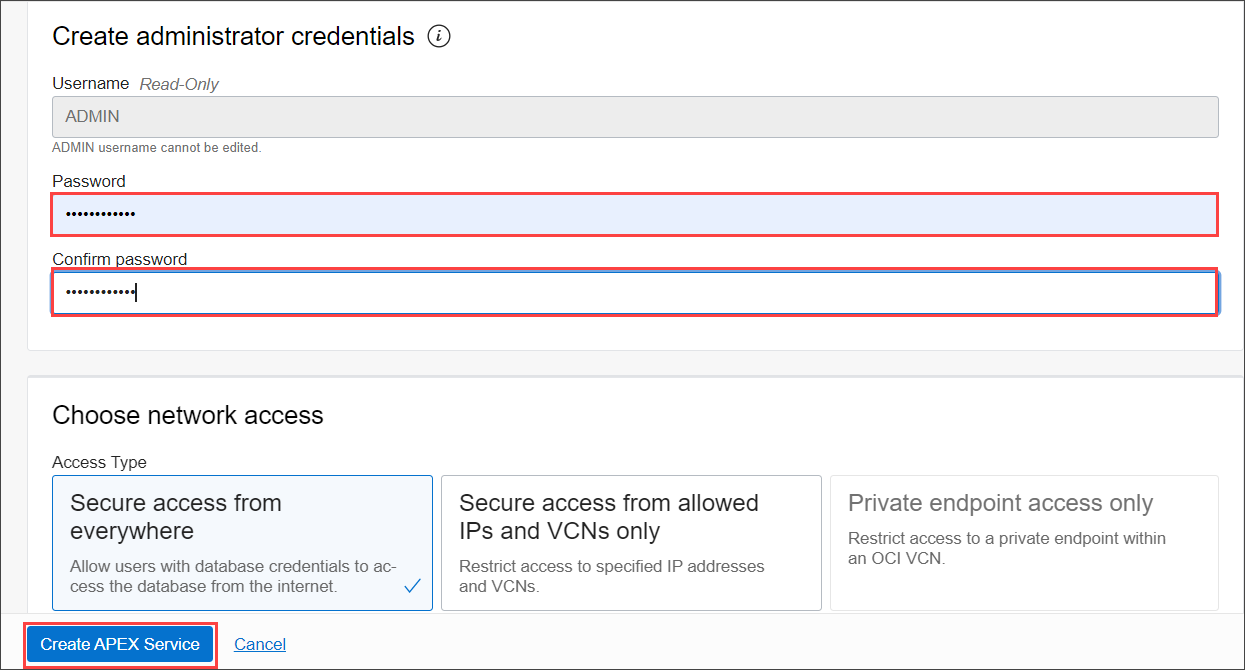 Create administrator credentials i
Username Read-Only
ADMIN
ADMIN username cannot be edited.
Password
••••••••••••
Confirm password
••••••••••••
Choose network access
Access Type
Secure access from
everywhere
Allow users with database credentials to ac-
cess the database from the internet.
Secure access from allowed
IPs and VCNs only
Restrict access to specified IP addresses
and VCNs.
Private endpoint access only
Restrict access to a private endpoint within
an OCI VCN.
Create APEX Service Cancel